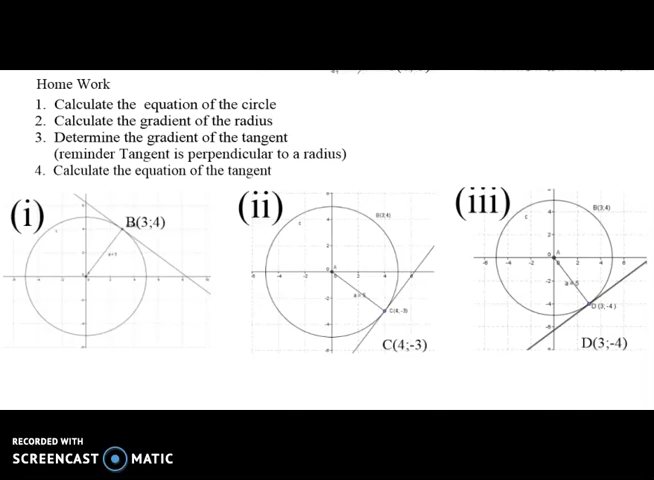 Home Work
1. Calculate the equation of the circle
2. Calculate the gradient of the radius
3. Determine the gradient of the tangent
(reminder Tangent is perpendicular to a radius)
4. Calculate the equation of the tangent
(i)
B(3;4)
(ii)
B(3;4)
C(4;-3)
C(4;-3)
(iii)
B(3;4)
A
D(3;-4)
D(3;-4)
RECORDED WITH
SCREENCAST MATIC